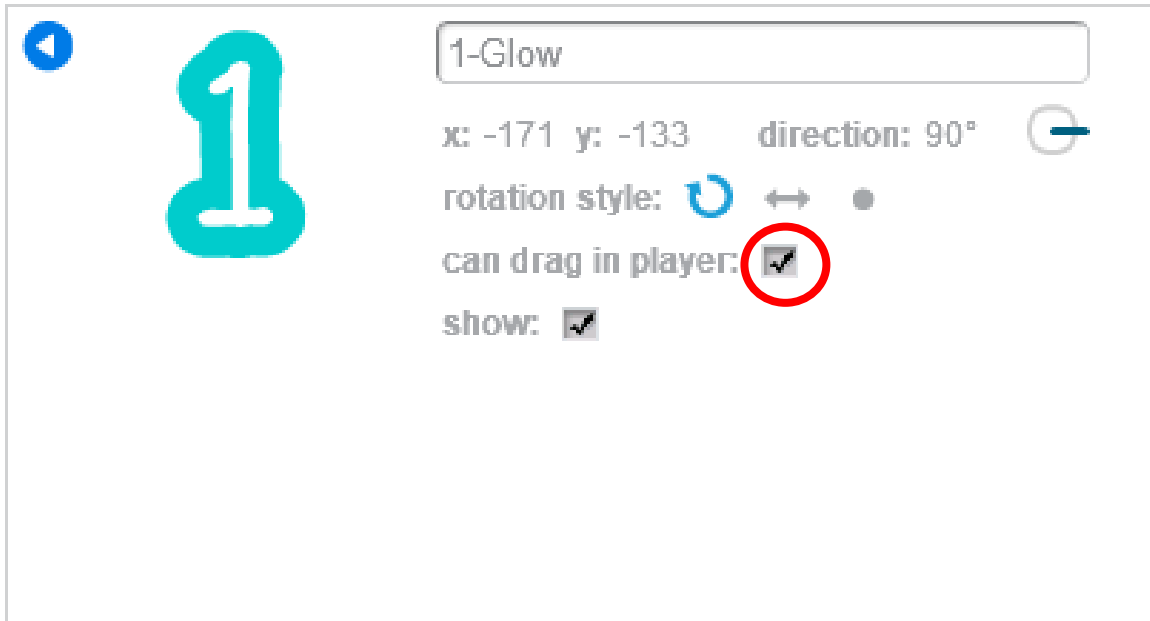 1
1-Glow
x: -171 y: -133 direction: 90°
rotation style:
can drag in player:
show: